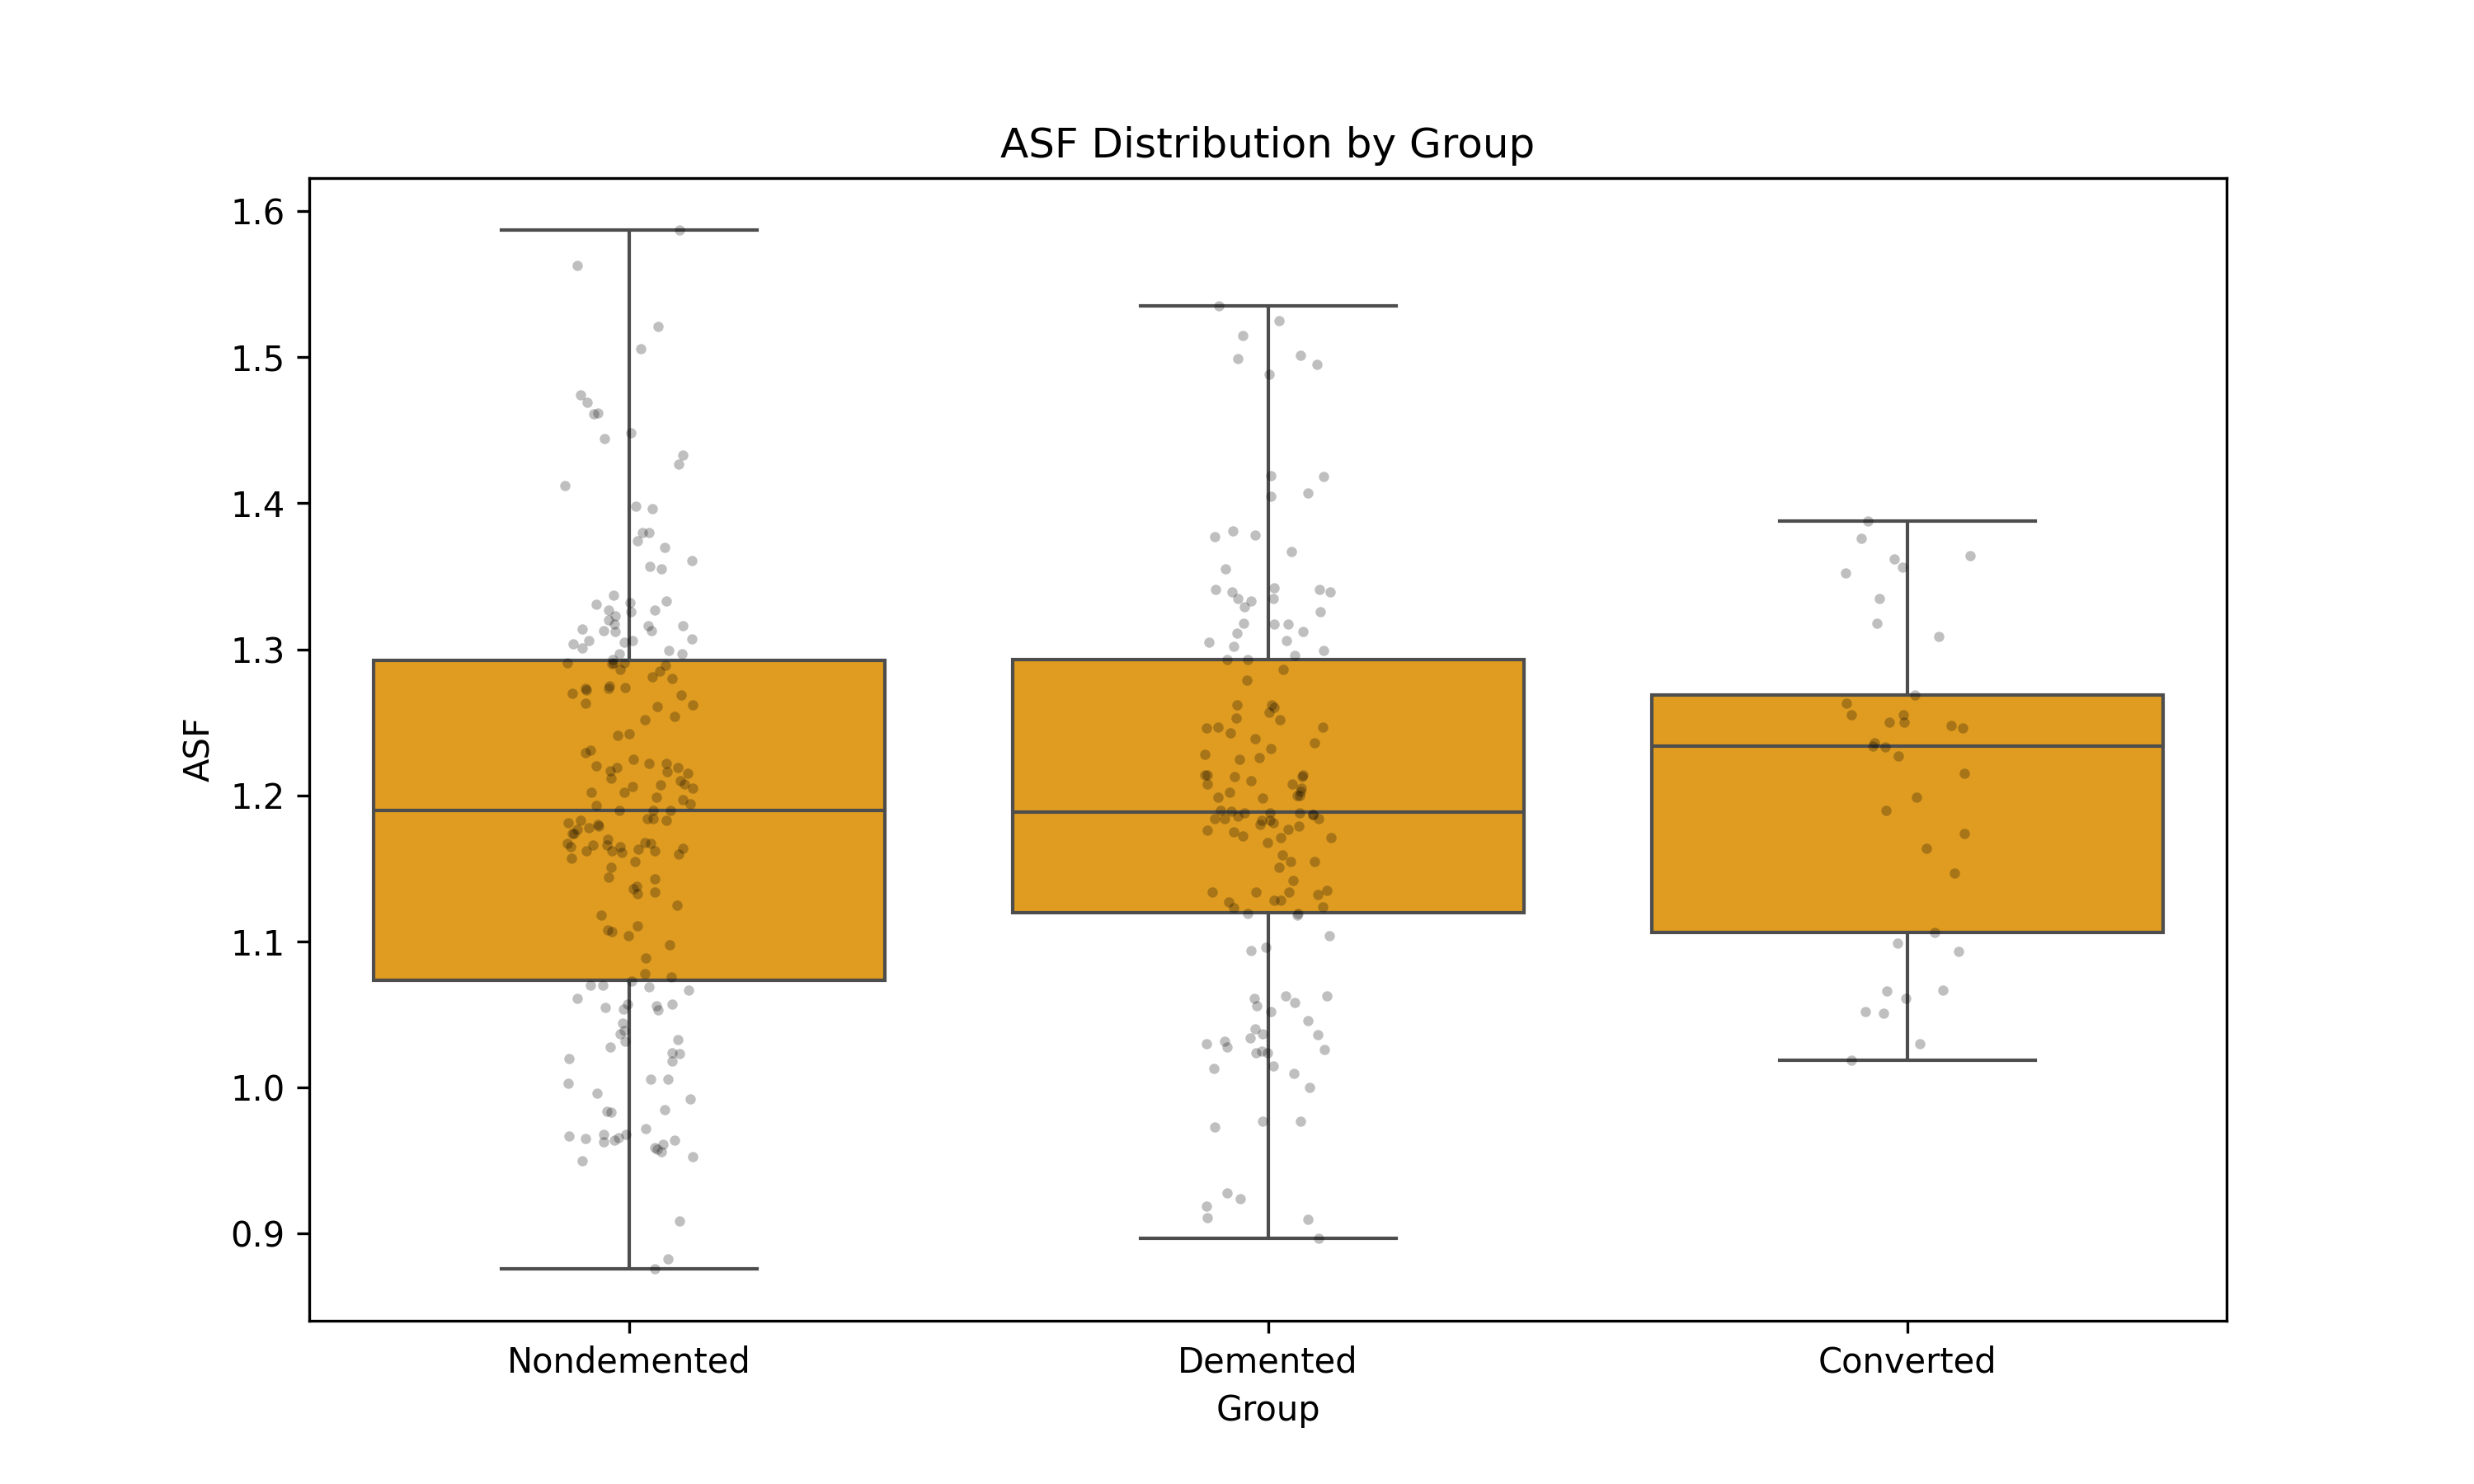 ASF Distribution by Group
1.6
1.5
1.4
1.3
1.2
1.1
1.0
0.9
ASF
Nondemented
Demented
Converted
Group